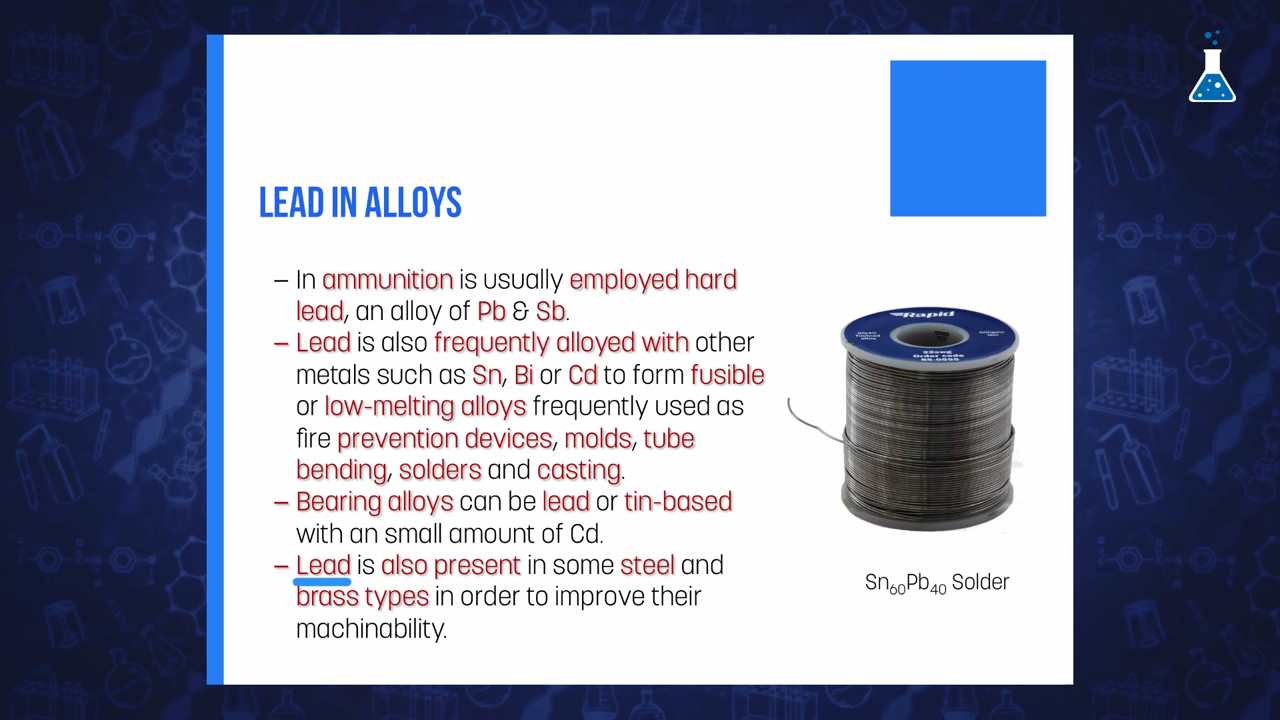 LEAD IN ALLOYS
– In ammunition is usually employed hard
lead, an alloy of Pb & Sb.
– Lead is also frequently alloyed with other
metals such as Sn, Bi or Cd to form fusible
or low-melting alloys frequently used as
fire prevention devices, molds, tube
bending, solders and casting.
– Bearing alloys can be lead or tin-based
with an small amount of Cd.
– Lead is also present in some steel and
brass types in order to improve their
machinability.
Rapid
22swg
Order code
Sn₆₀Pb₄₀ Solder